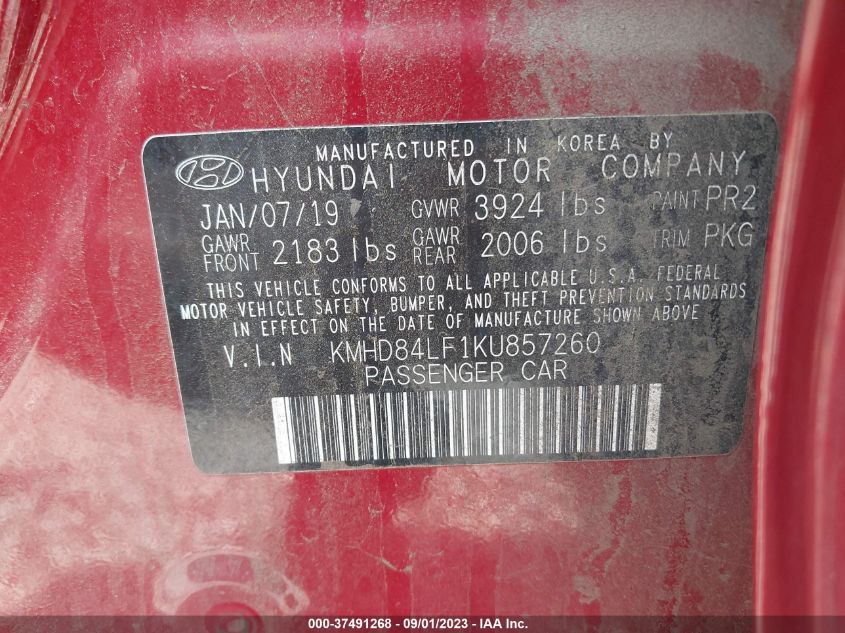 MANUFACTURED IN KOREA BY
HYUNDAI MOTOR COMPANY
JAN/07/19 GVWR 3924 lbs PAINT PR2
GAWR FRONT 2183 lbs GAWR REAR 2006 lbs TRIM PKG
THIS VEHICLE CONFORMS TO ALL APPLICABLE U.S.A. FEDERAL
MOTOR VEHICLE SAFETY, BUMPER, AND THEFT PREVENTION STANDARDS
IN EFFECT ON THE DATE OF MANUFACTURE SHOWN ABOVE
V.I.N KMHD84LF1KU857260
PASSENGER CAR
000-37491268 - 09/01/2023 - IAA Inc.